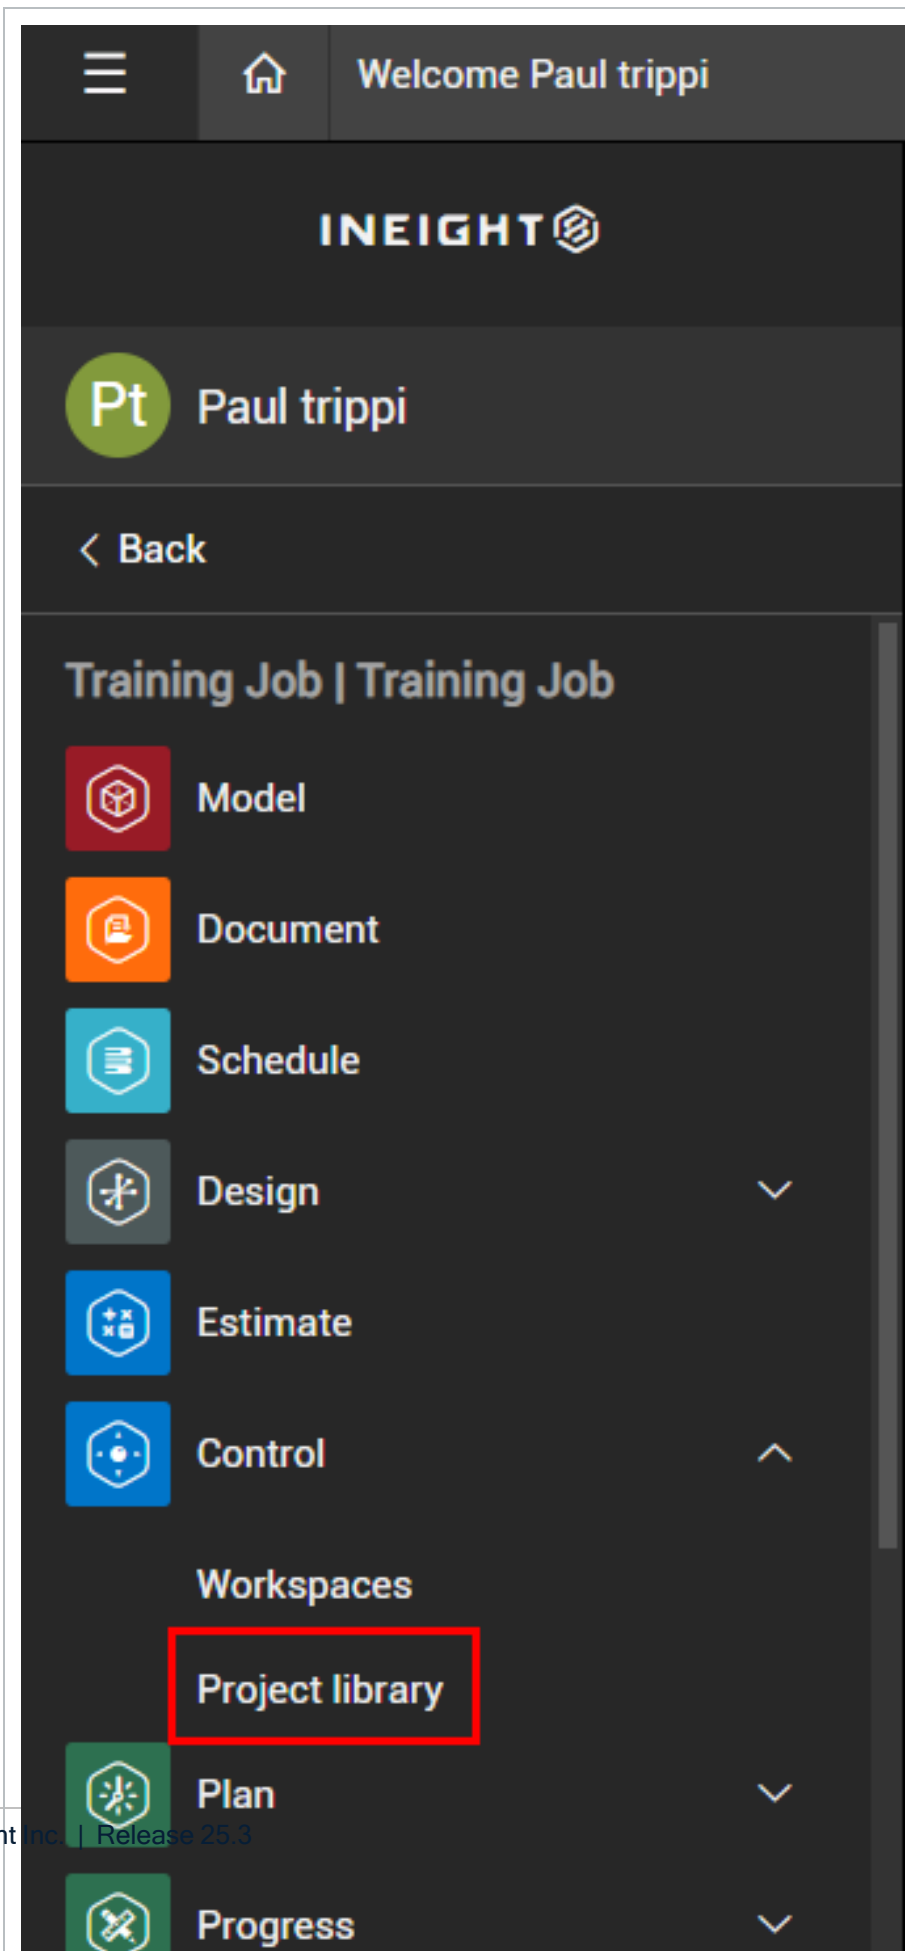 Welcome Paul trippi
INEIGHT
Pt
Paul trippi
Back
Training Job | Training Job
Model
Document
Schedule
Design
Estimate
Control
Workspaces
Project library
Plan
Inc. | Release 25.3
Progress